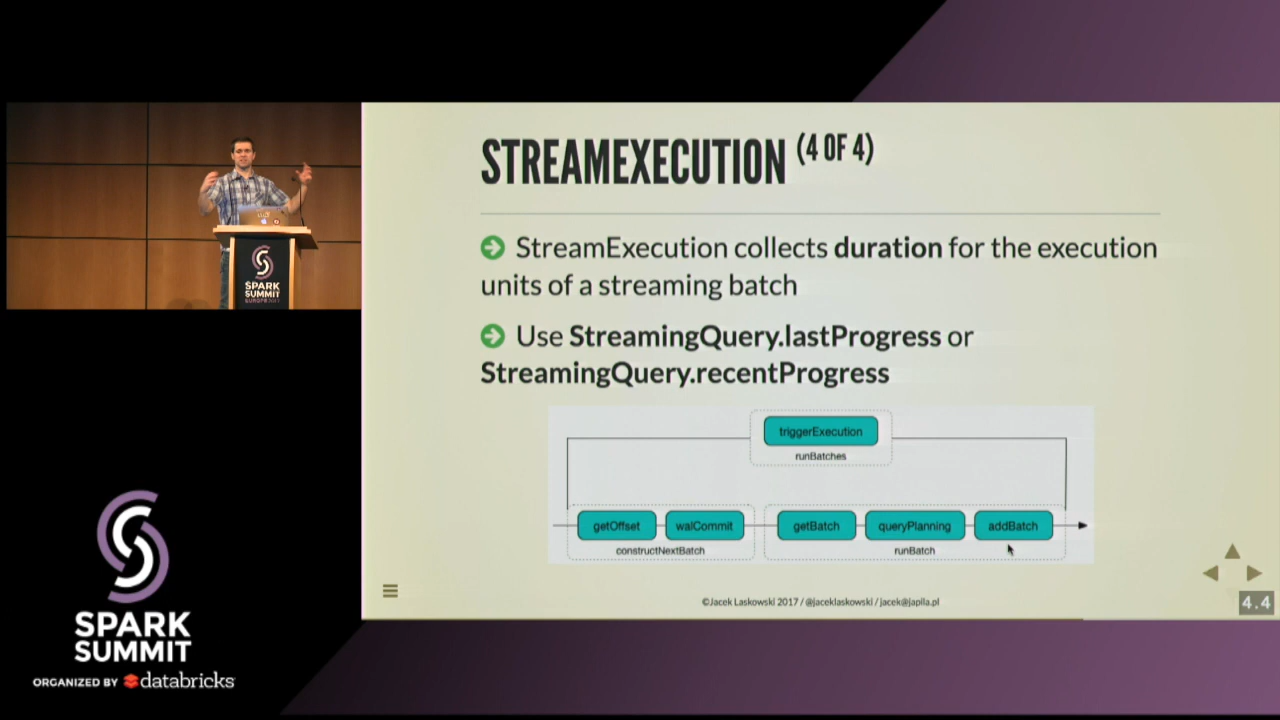 STREAMEXECUTION (4 OF 4)
StreamExecution collects duration for the execution
units of a streaming batch
Use StreamingQuery.lastProgress or
StreamingQuery.recentProgress
triggerExecution
runBatches
getOffset walCommit getBatch queryPlanning addBatch
constructNextBatch runBatch
©Jacek Laskowski 2017 / @jaceklaskowski / jacek@japila.pl
4.4
SPARK
SUMMIT
EUROPE 2017
SPARK
SUMMIT
ORGANIZED BY databricks